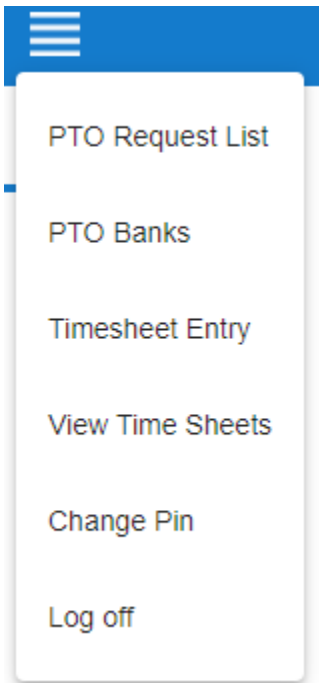 PTO Request List
PTO Banks
Timesheet Entry
View Time Sheets
Change Pin
Log off